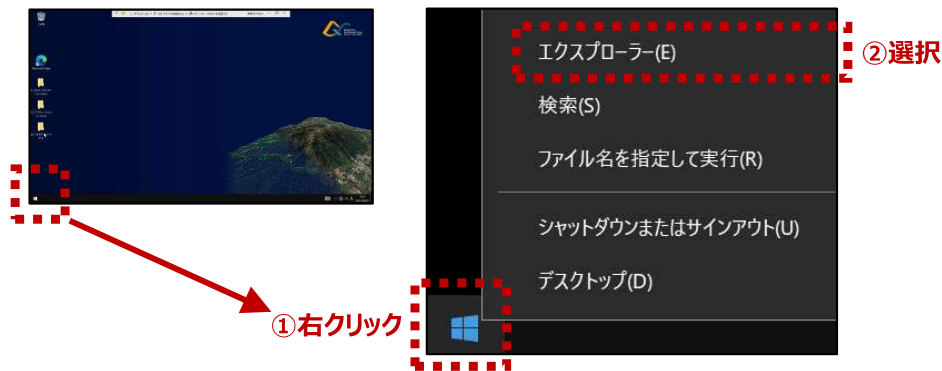 エクスプローラー(E)
②選択
検索(S)
ファイル名を指定して実行(R)
シャットダウンまたはサインアウト(U)
デスクトップ(D)
①右クリック